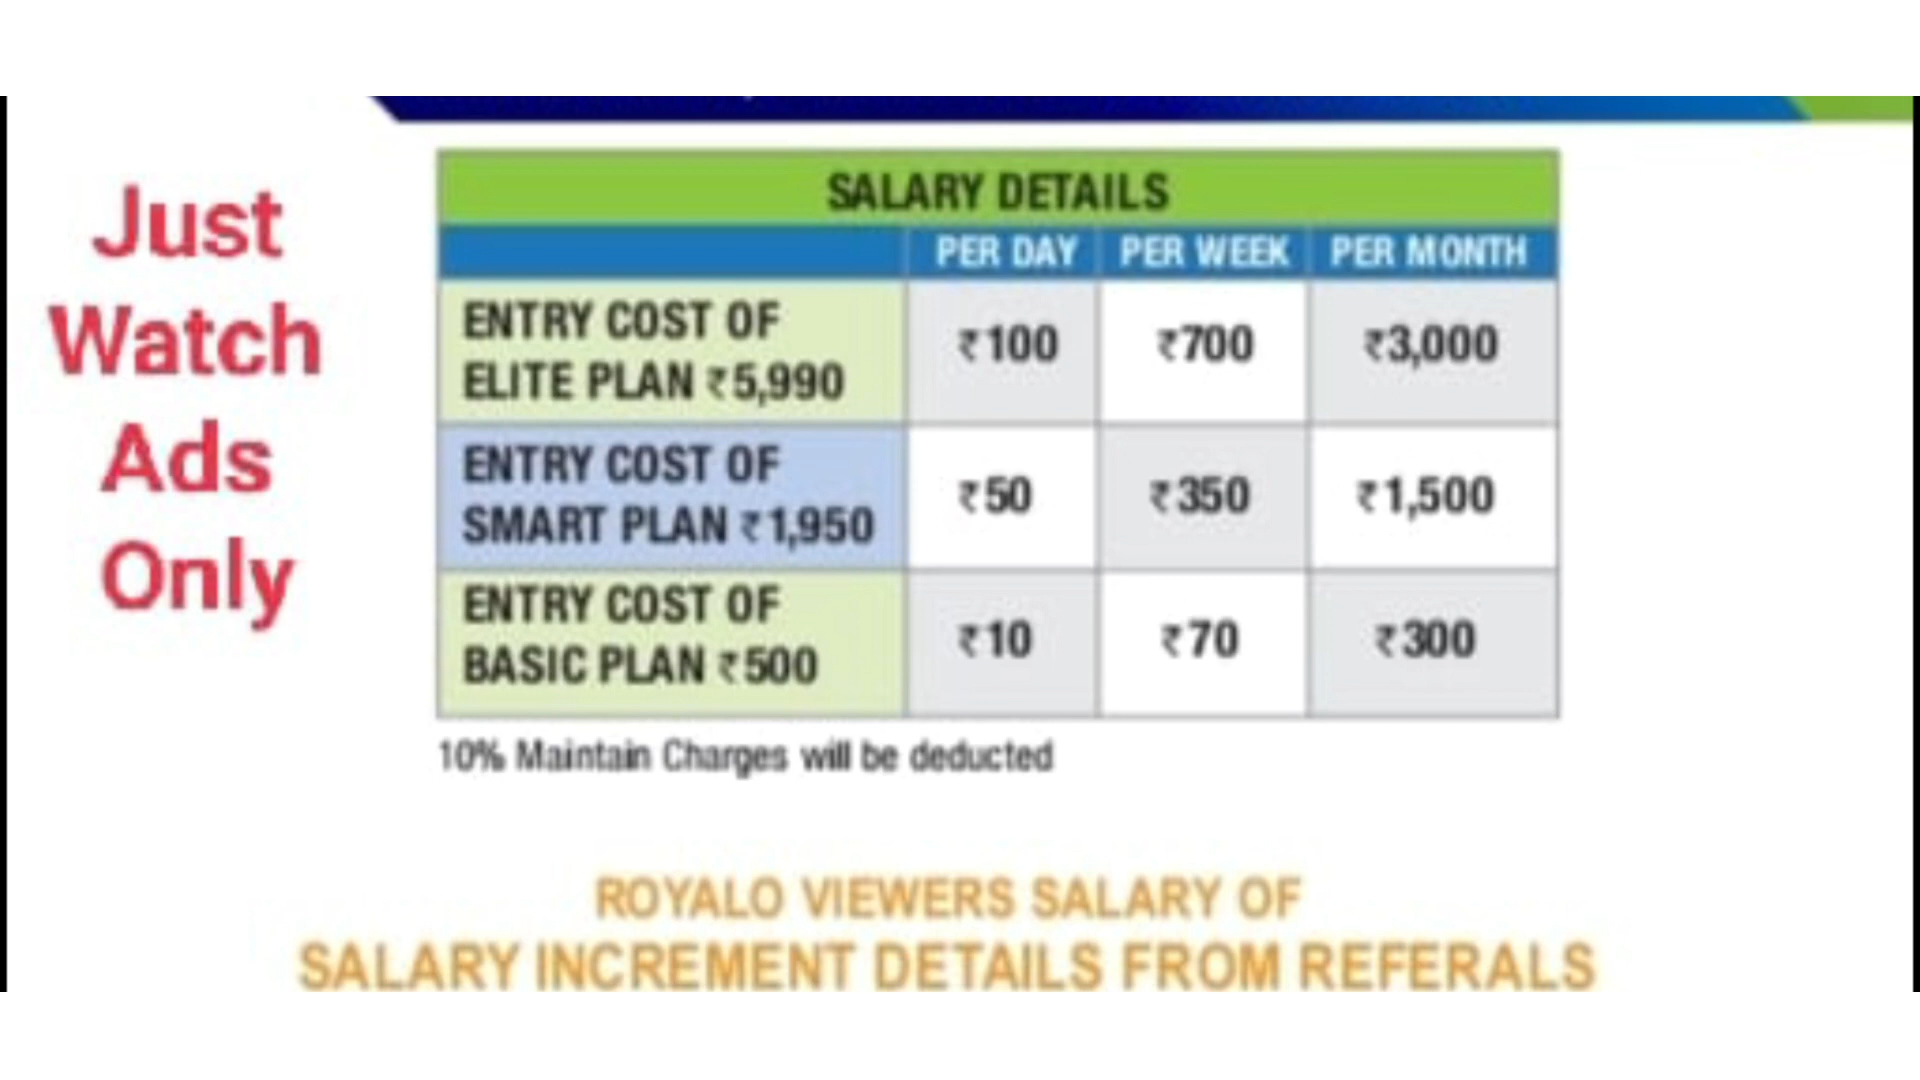 Just
Watch
Ads
Only
SALARY DETAILS
PER DAY PER WEEK PER MONTH
ENTRY COST OF
ELITE PLAN ₹5,990 ₹100 ₹700 ₹3,000
ENTRY COST OF
SMART PLAN ₹1,950 ₹50 ₹350 ₹1,500
ENTRY COST OF
BASIC PLAN ₹500 ₹10 ₹70 ₹300
10% Maintain Charges will be deducted
ROYALO VIEWERS SALARY OF
SALARY INCREMENT DETAILS FROM REFERALS